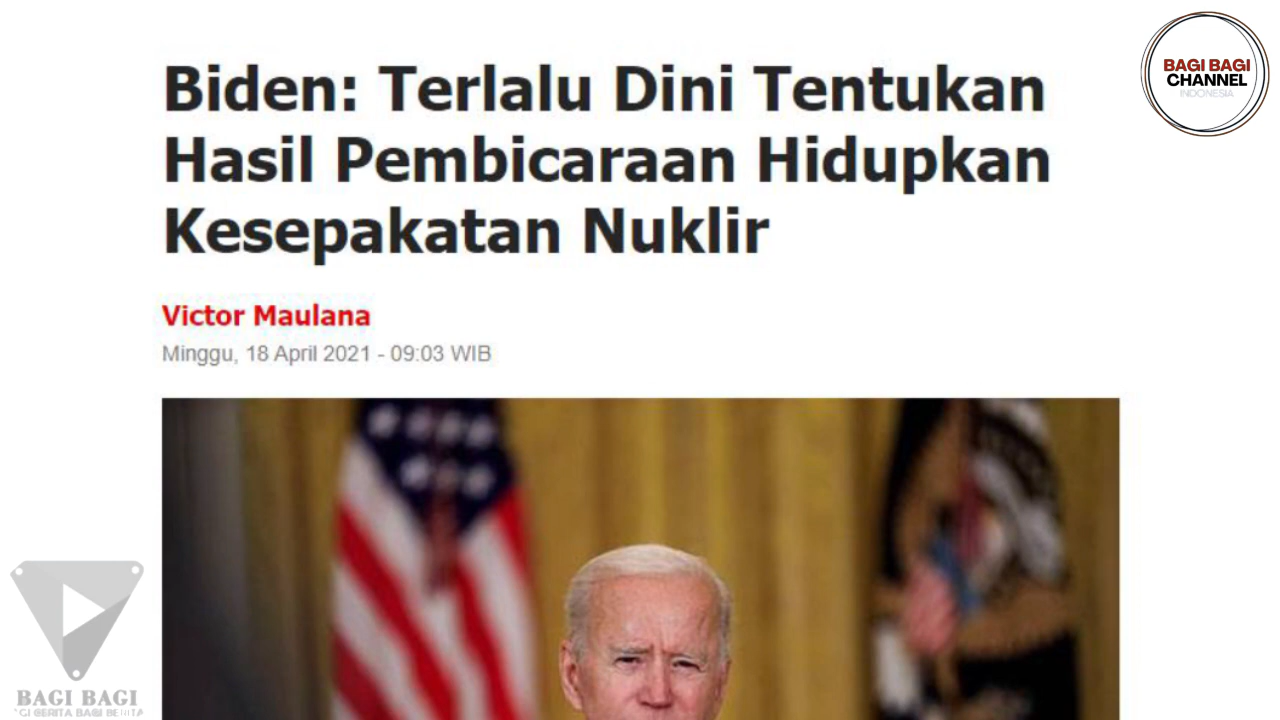 BAGI BAGI
CHANNEL
INDONESIA
Biden: Terlalu Dini Tentukan
Hasil Pembicaraan Hidupkan
Kesepakatan Nuklir
Victor Maulana
Minggu, 18 April 2021 - 09:03 WIB
BAGI BAGI